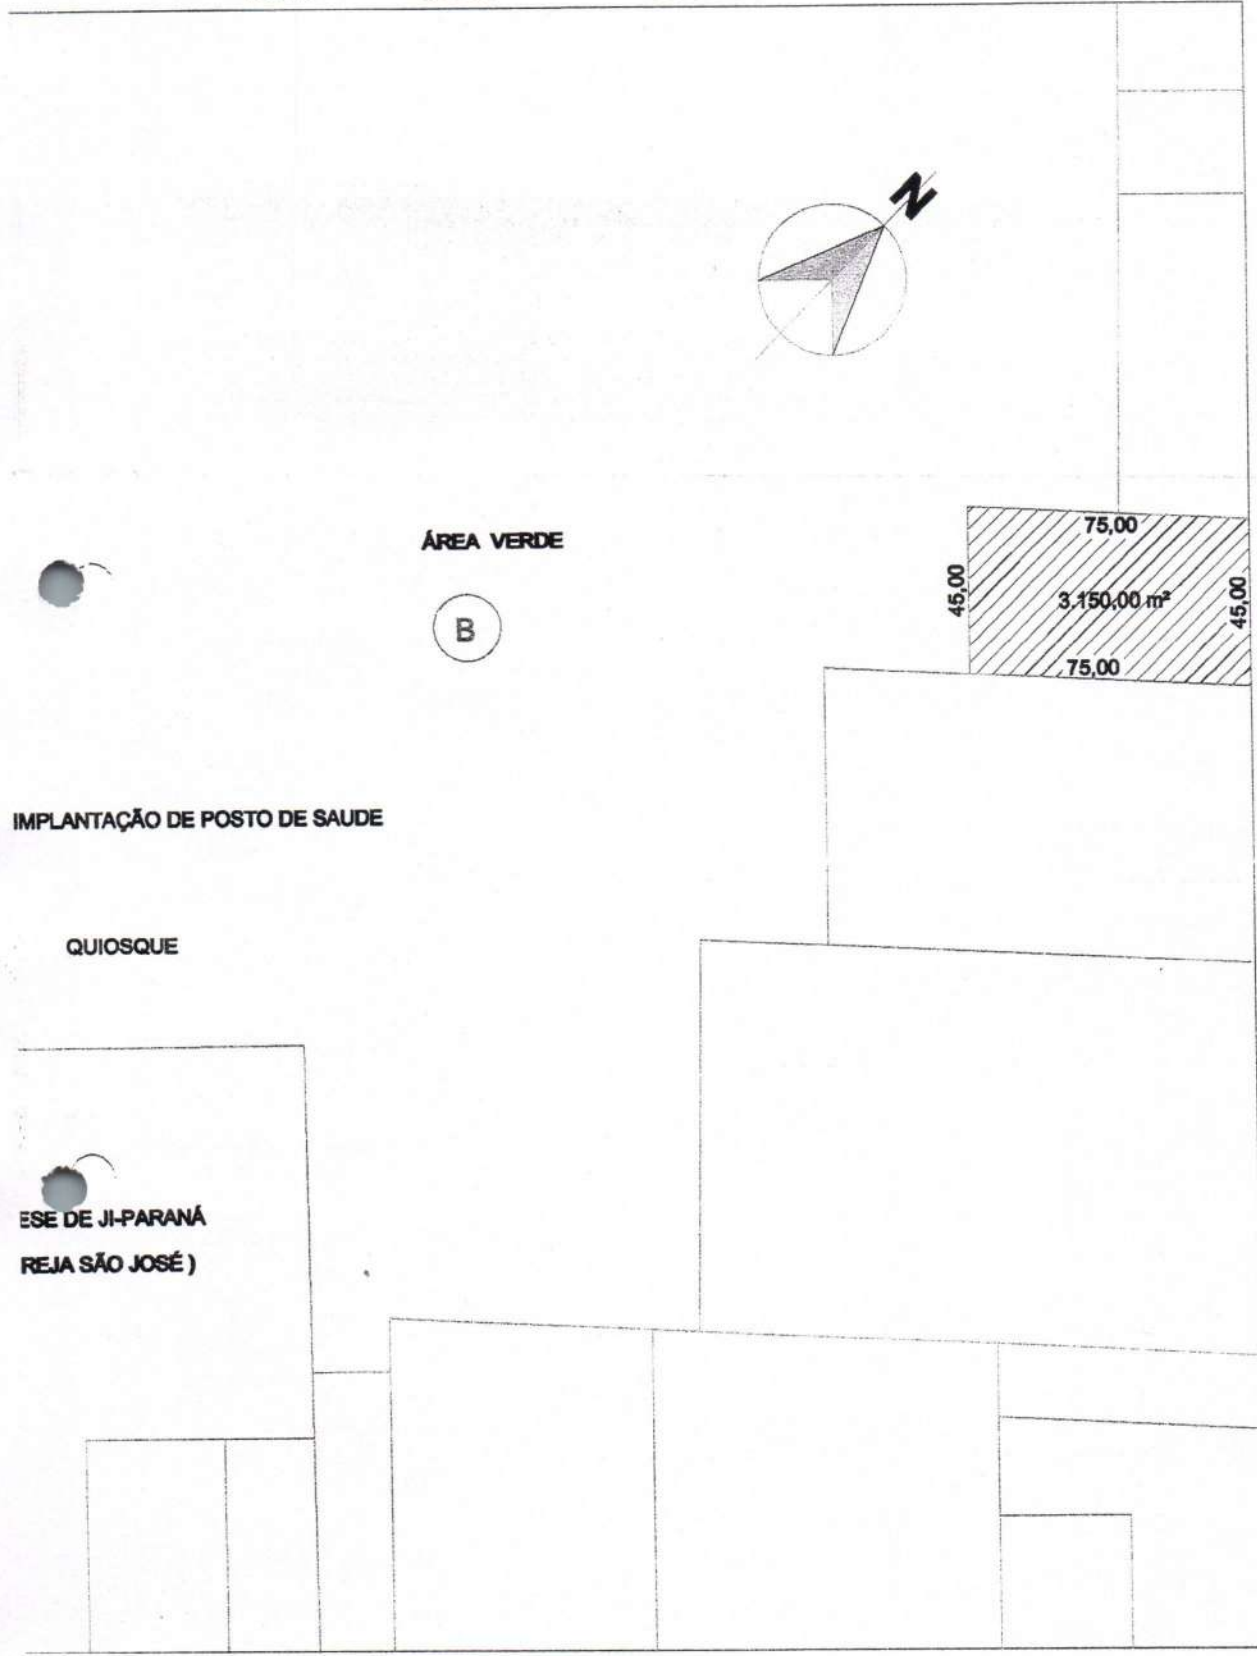 N
ÁREA VERDE
75,00
45,00
3.150,00 m²
45,00
B
75,00
IMPLANTAÇÃO DE POSTO DE SAUDE
QUIOSQUE
ESE DE JI-PARANÁ
REJA SÃO JOSÉ )